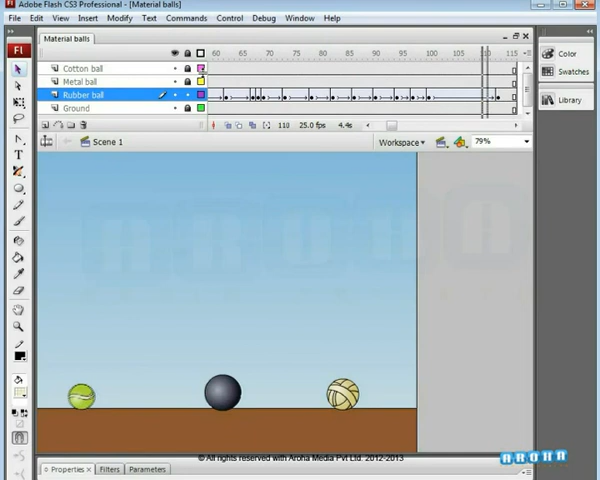 Adobe Flash CS3 Professional - [Material balls]
File Edit View Insert Modify Text Commands Control Debug Window Help
Material balls
60 65 70 75 80 85 90 95 100 105 115
Cotton ball
Metal ball
Rubber ball
Ground
110 25.0 fps 4.4s
Scene 1
Workspace
79%
Fl
T
Color
Swatches
Library
AROHA
© All rights reserved with Aroha Media Pvt Ltd. 2012-2013
AROHA
Properties Filters Parameters